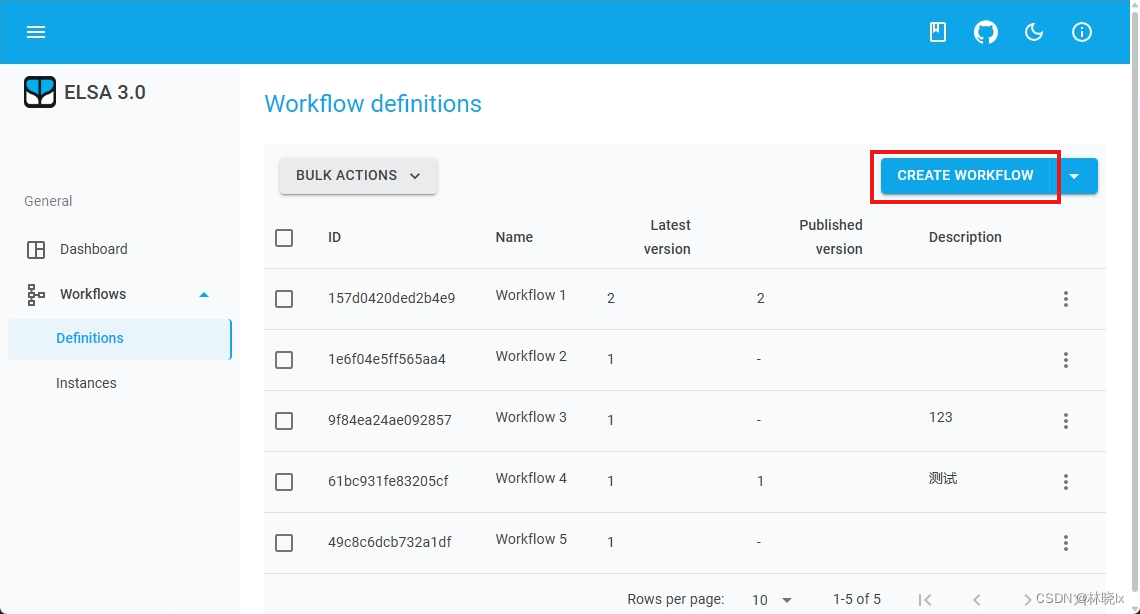 ELSA 3.0
General
Dashboard
Workflows
Definitions
Instances
Workflow definitions
BULK ACTIONS
CREATE WORKFLOW
ID Name Latest version Published version Description
157d0420ded2b4e9 Workflow 1 2 2
1e6f04e5ff565aa4 Workflow 2 1 -
9f84ea24ae092857 Workflow 3 1 - 123
61bc931fe83205cf Workflow 4 1 1 测试
49c8c6dcb732a1df Workflow 5 1 -
Rows per page: 10 1-5 of 5
CSDN @林晓lx